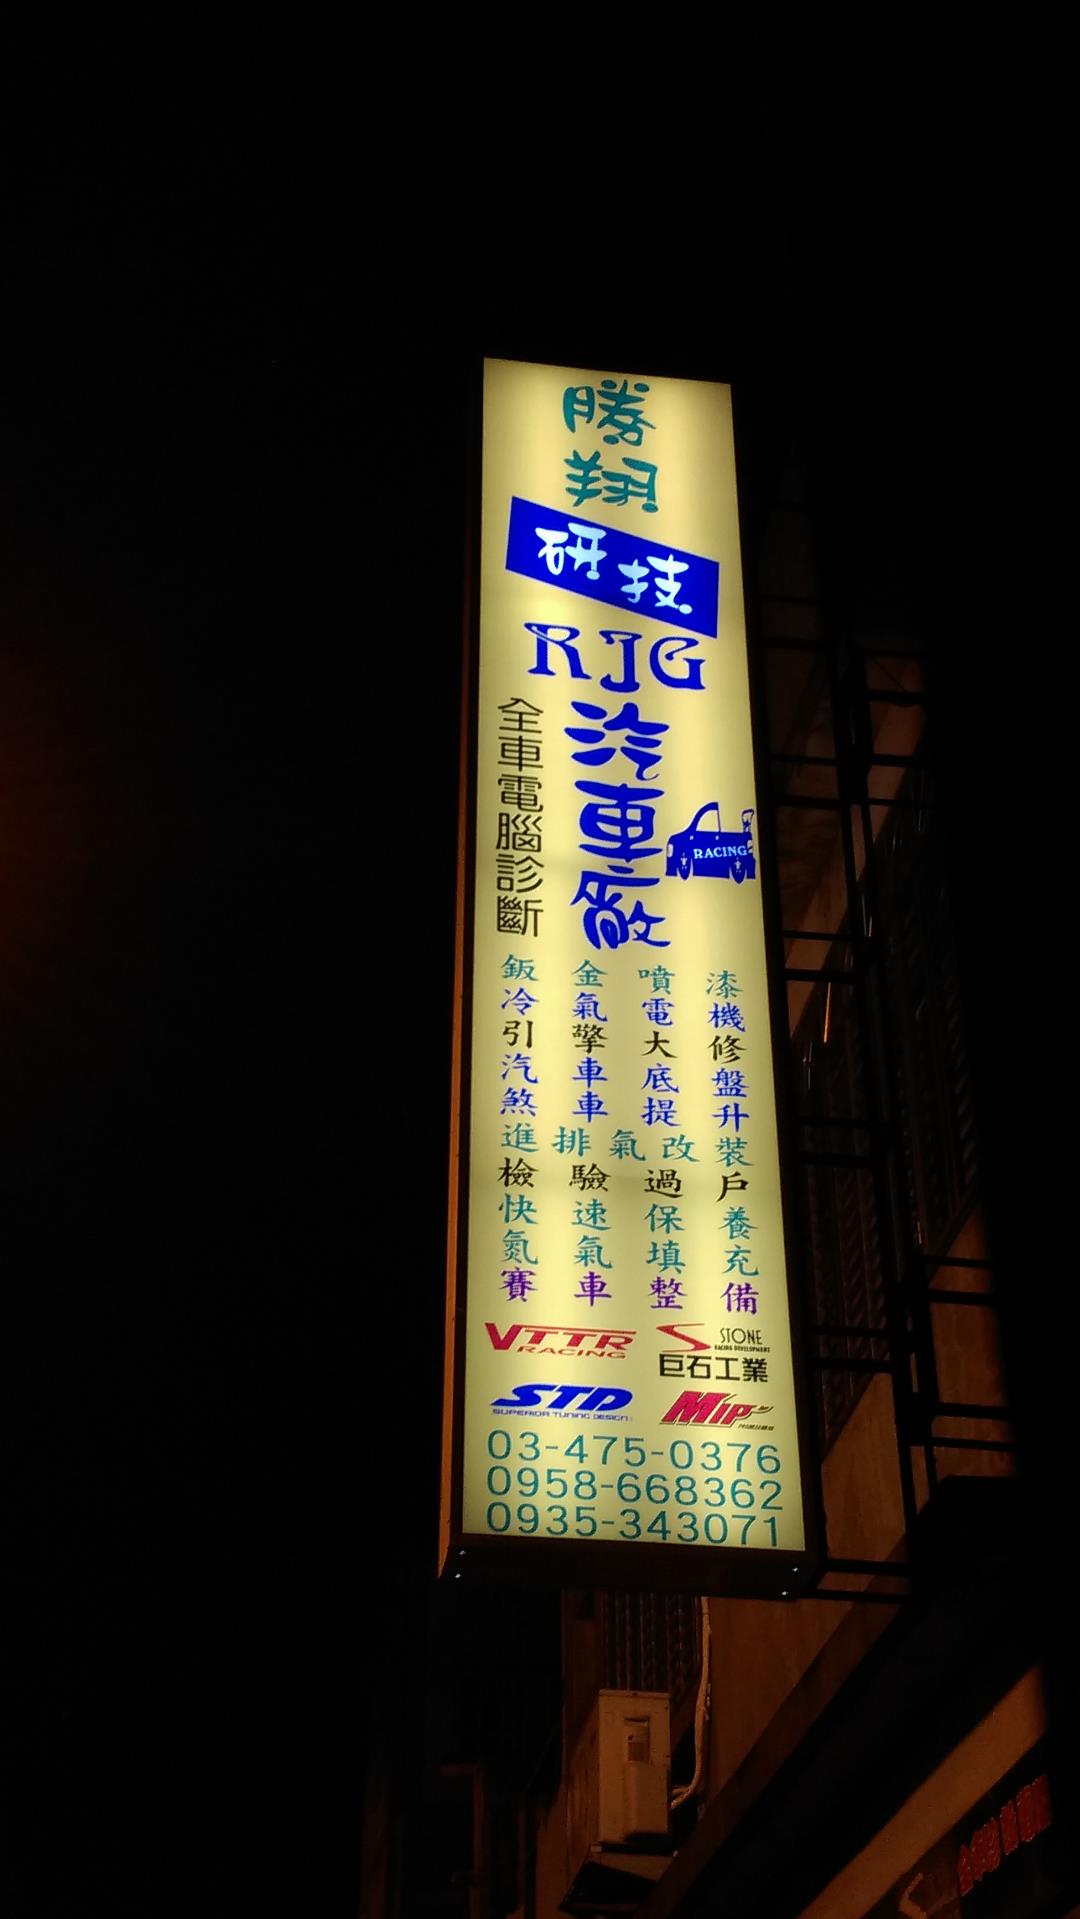 勝翔
研技
RJG
汽車廠
RACING
全車電腦診斷
鈑金噴漆
冷氣電機
引擎大修
汽車底盤
煞車提升
進排氣改裝
檢驗過戶
快速保養
氮氣填充
賽車整備
VTTR
RACING
STONE
RACING DEVELOPMENT
巨石工業
STD
SUPERIOR TUNING DESIGN
MIP
03-475-0376
0958-668362
0935-343071